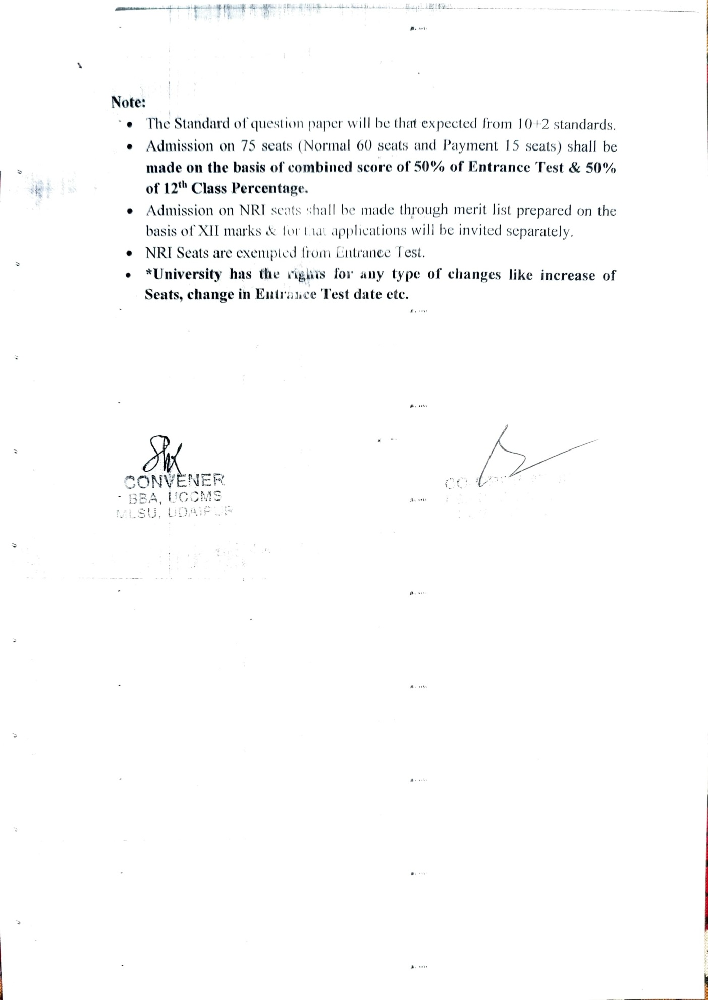 Note:
• The Standard of question paper will be that expected from 10+2 standards.
• Admission on 75 seats (Normal 60 seats and Payment 15 seats) shall be
made on the basis of combined score of 50% of Entrance Test & 50%
of 12th Class Percentage.
• Admission on NRI seats shall be made through merit list prepared on the
basis of XII marks & for that applications will be invited separately.
• NRI Seats are exempted from Entrance Test.
• *University has the rights for any type of changes like increase of
Seats, change in Entrance Test date etc.
CONVENER
BBA, UCCMS
MLSU, UDAIPUR